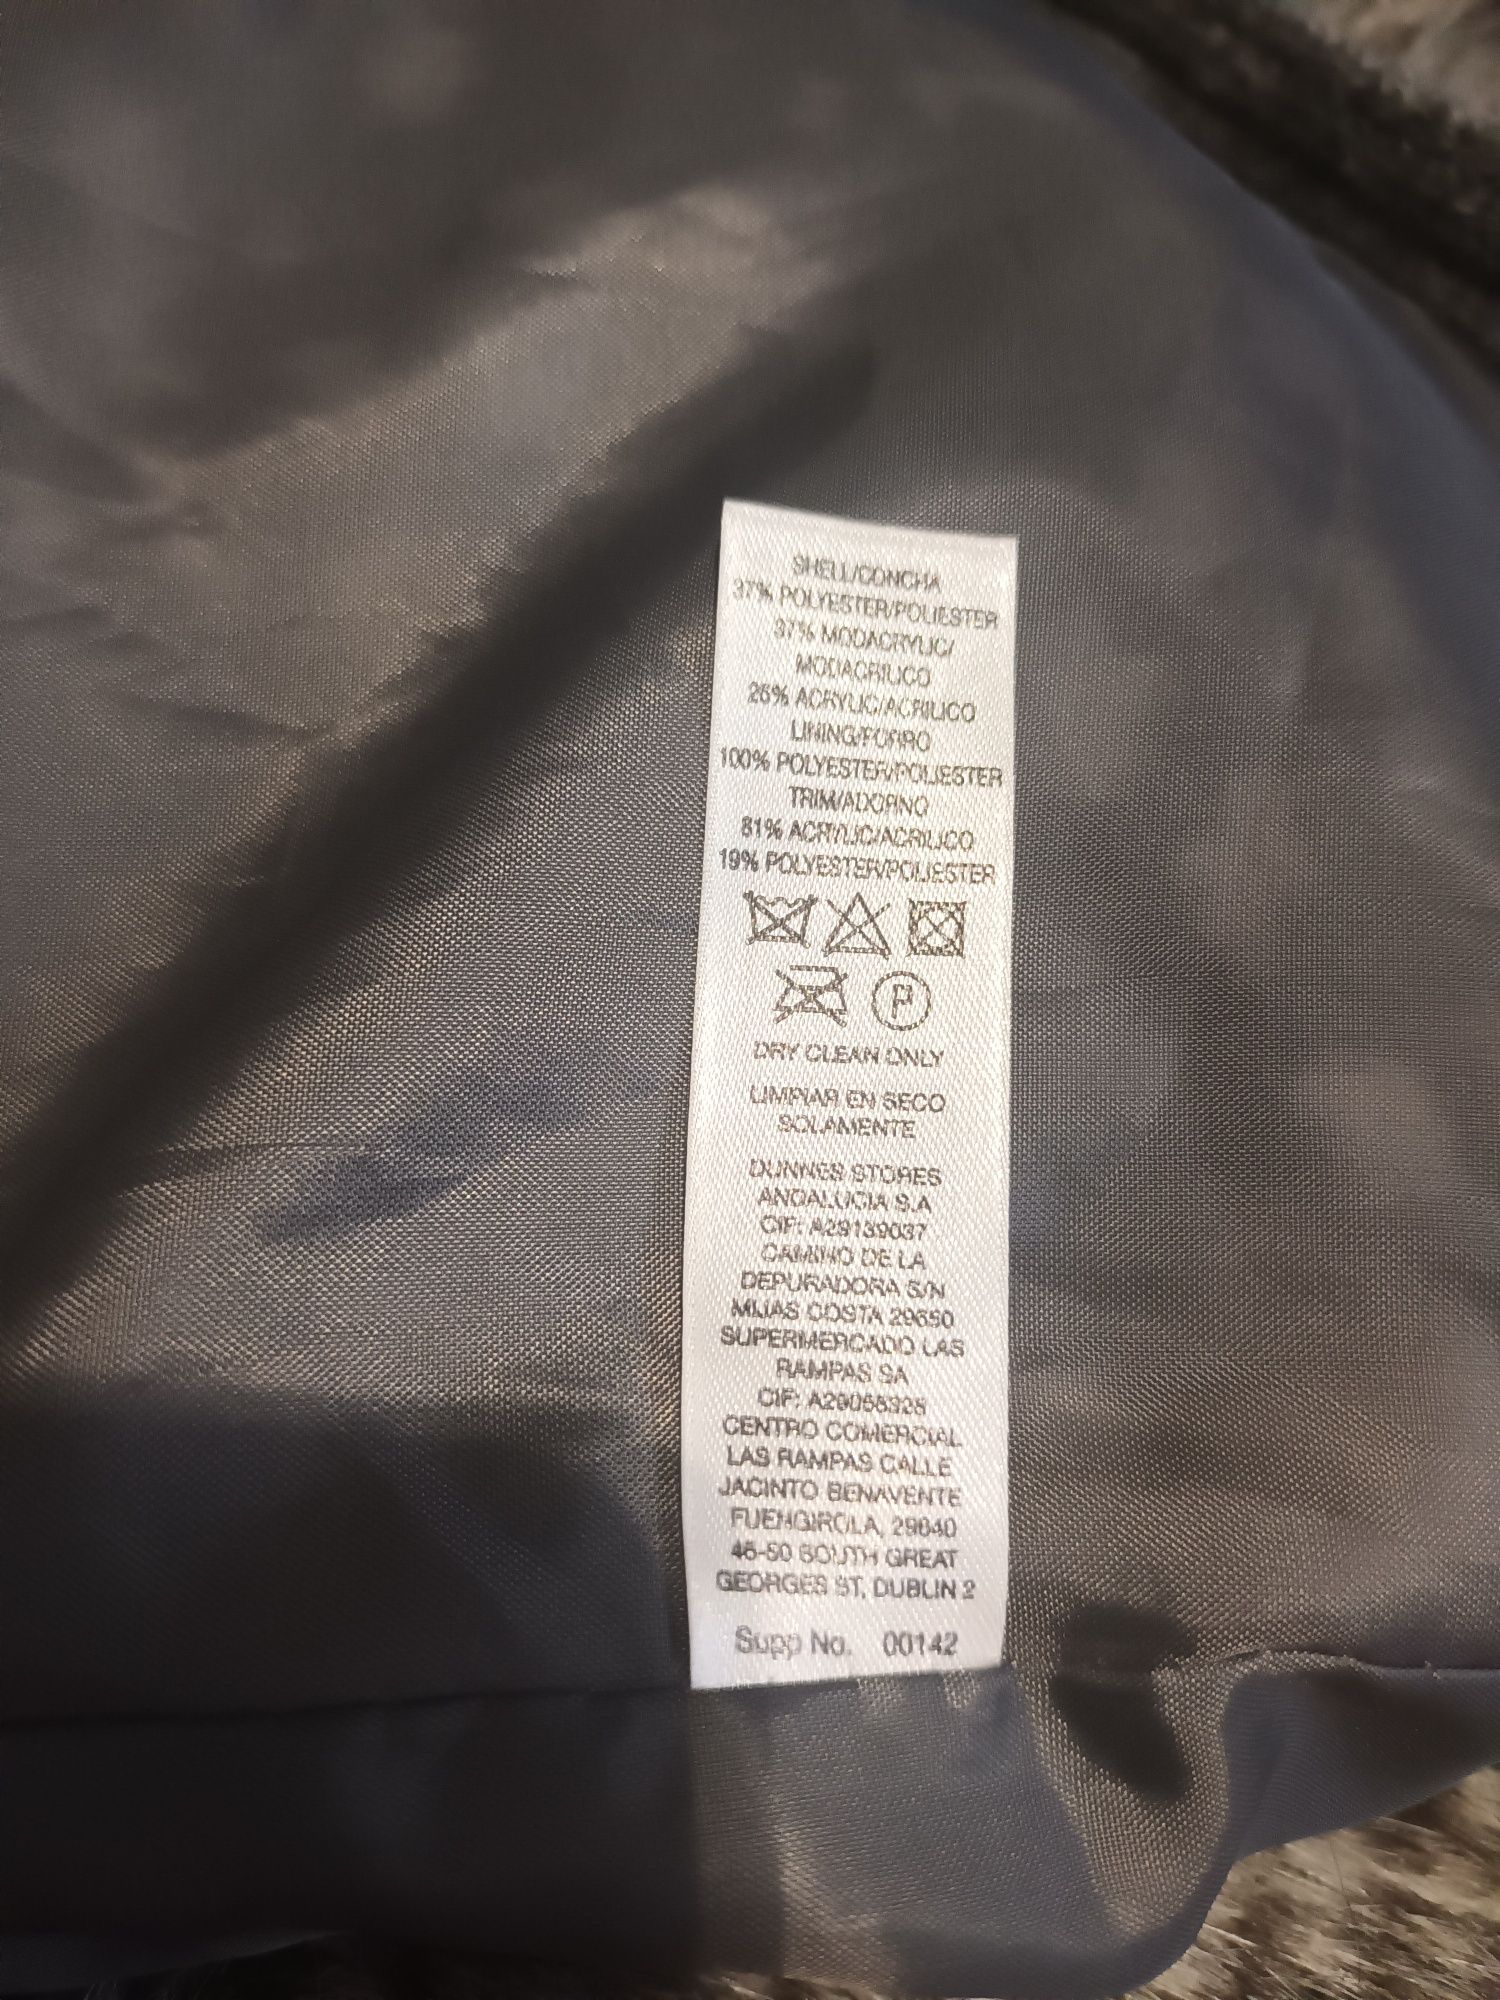 SHELL/CONCHA
37% POLYESTER/POLIESTER
37% MODACRYLIC/
MODACRILICO
26% ACRYLIC/ACRILICO
LINING/FORRO
100% POLYESTER/POLIESTER
TRIM/ADORNO
81% ACRYLIC/ACRILICO
19% POLYESTER/POLIESTER
P
DRY CLEAN ONLY
LIMPIAR EN SECO
SOLAMENTE
DUNNES STORES
ANDALUCIA S.A
CIF: A29139037
CAMINO DE LA
DEPURADORA S/N
MIJAS COSTA 29650
SUPERMERCADO LAS
RAMPAS SA
CIF: A29058328
CENTRO COMERCIAL
LAS RAMPAS CALLE
JACINTO BENAVENTE
FUENGIROLA, 29640
46-50 SOUTH GREAT
GEORGES ST, DUBLIN 2
Supp No. 00142